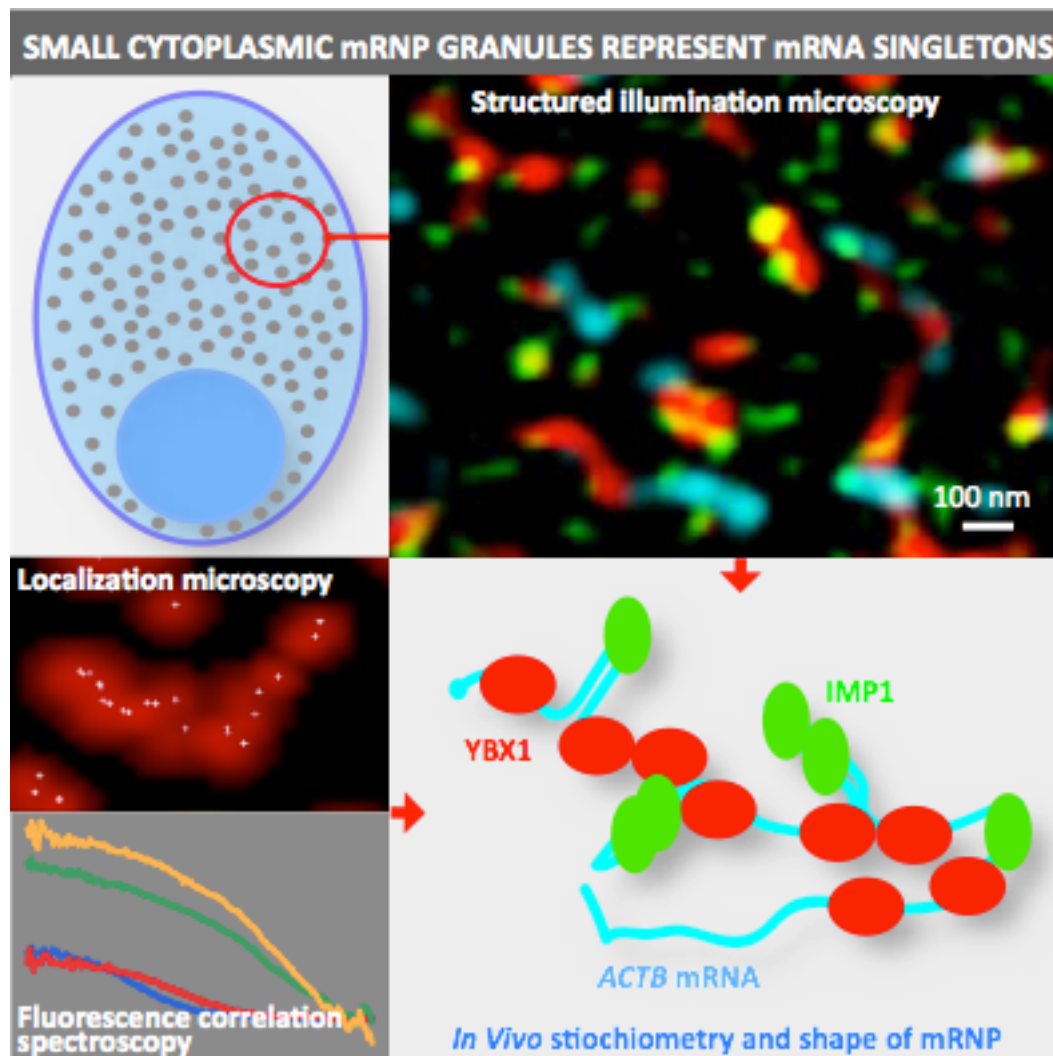 SMALL CYTOPLASMIC mRNP GRANULES REPRESENT mRNA SINGLETONS
Structured illumination microscopy
100 nm
Localization microscopy
IMP1
YBX1
ACTB mRNA
Fluorescence correlation
spectroscopy
In Vivo stiochiometry and shape of mRNP